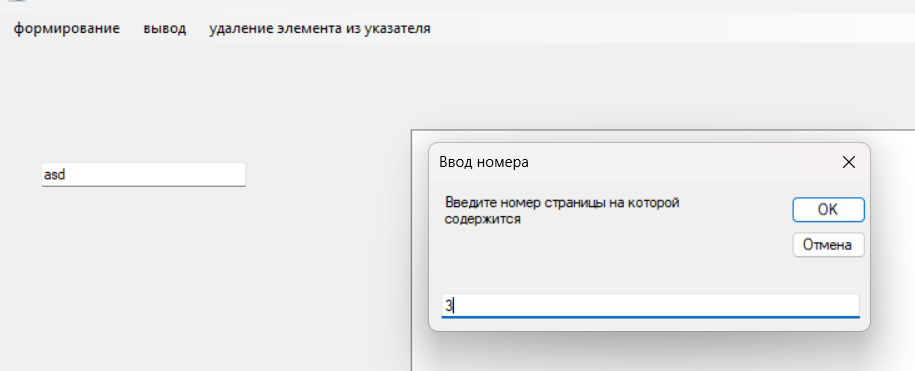 формирование вывод удаление элемента из указателя
asd
Ввод номера
Введите номер страницы на которой
содержится
OK
Отмена
3